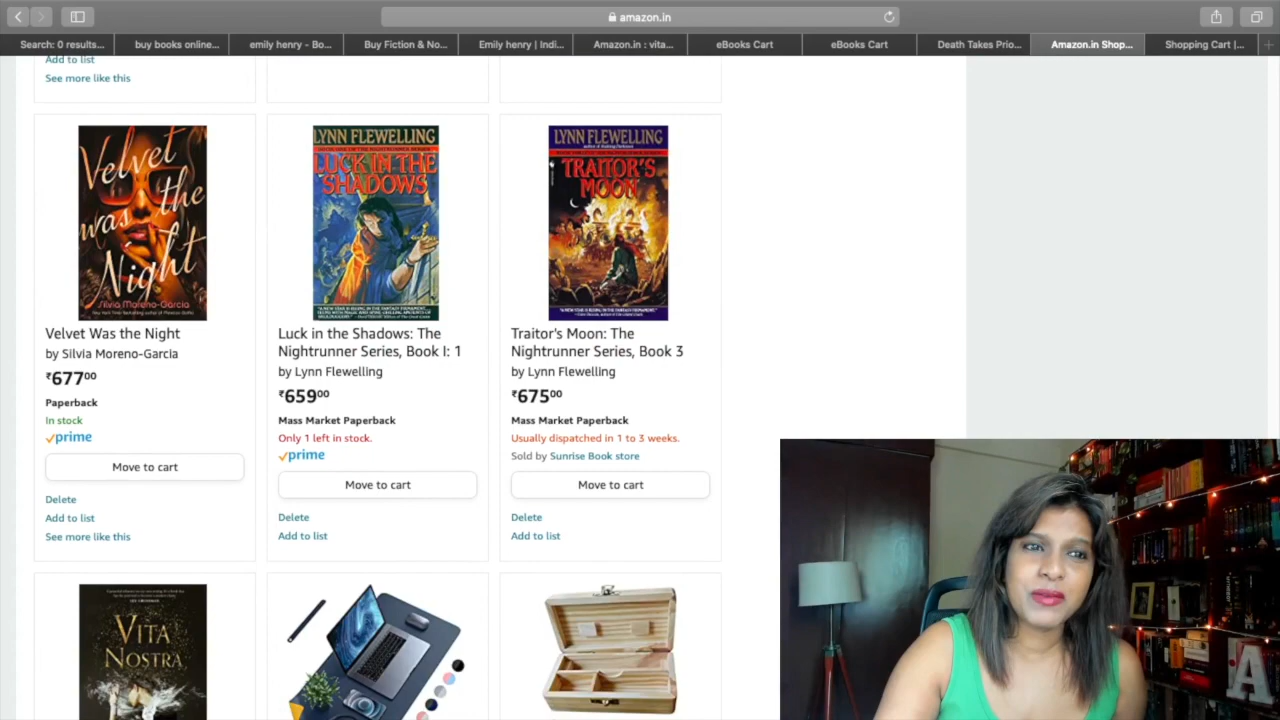 amazon.in
Search: 0 results...
buy books online...
emily henry - Bo...
Buy Fiction & No...
Emily henry | Indi...
Amazon.in : vita...
eBooks Cart
eBooks Cart
Death Takes Prio...
Amazon.in Shop...
Shopping Cart |...
Add to list
See more like this
Velvet
was the
Night
Silvia Moreno-Garcia
Velvet Was the Night
by Silvia Moreno-Garcia
₹67700
Paperback
In stock
prime
Move to cart
Delete
Add to list
See more like this
LYNN FLEWELLING
LUCK IN THE
SHADOWS
Luck in the Shadows: The
Nightrunner Series, Book I: 1
by Lynn Flewelling
₹65900
Mass Market Paperback
Only 1 left in stock.
prime
Move to cart
Delete
Add to list
LYNN FLEWELLING
TRAITOR'S
MOON
Traitor's Moon: The
Nightrunner Series, Book 3
by Lynn Flewelling
₹67500
Mass Market Paperback
Usually dispatched in 1 to 3 weeks.
Sold by Sunrise Book store
Move to cart
Delete
Add to list
VITA
NOSTRA
A